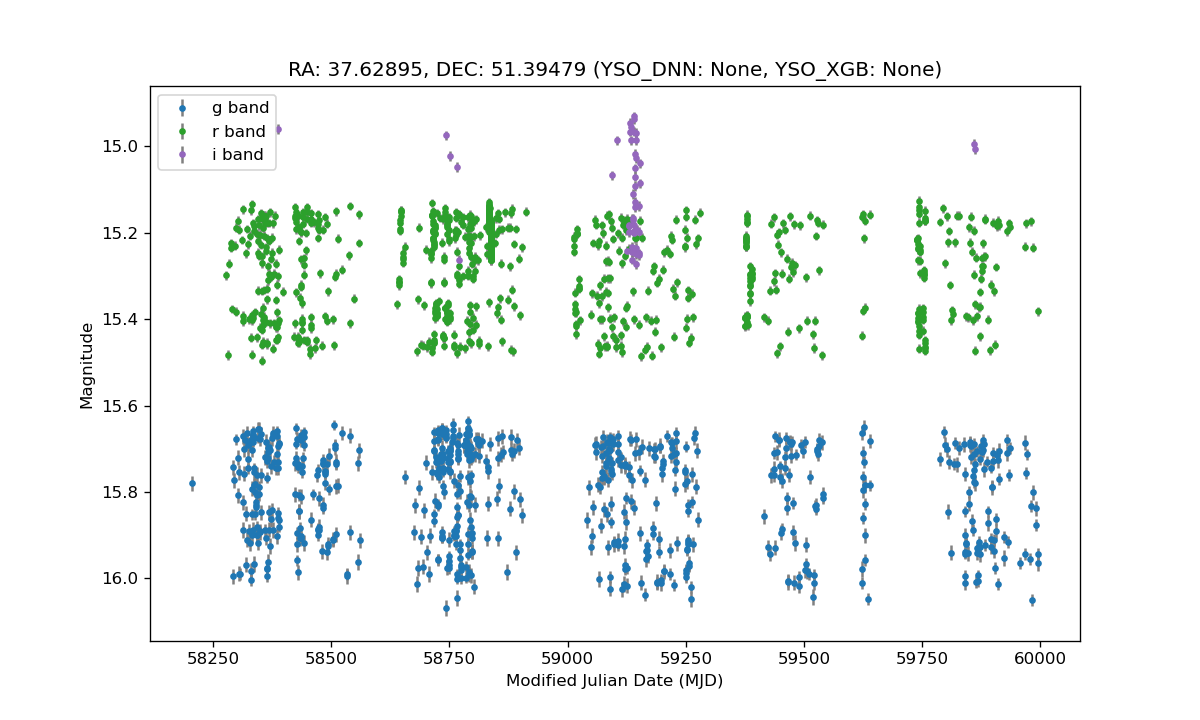 RA: 37.62895, DEC: 51.39479 (YSO_DNN: None, YSO_XGB: None)
g band
r band
i band
15.0
15.2
15.4
15.6
15.8
16.0
Magnitude
58250 58500 58750 59000 59250 59500 59750 60000
Modified Julian Date (MJD)